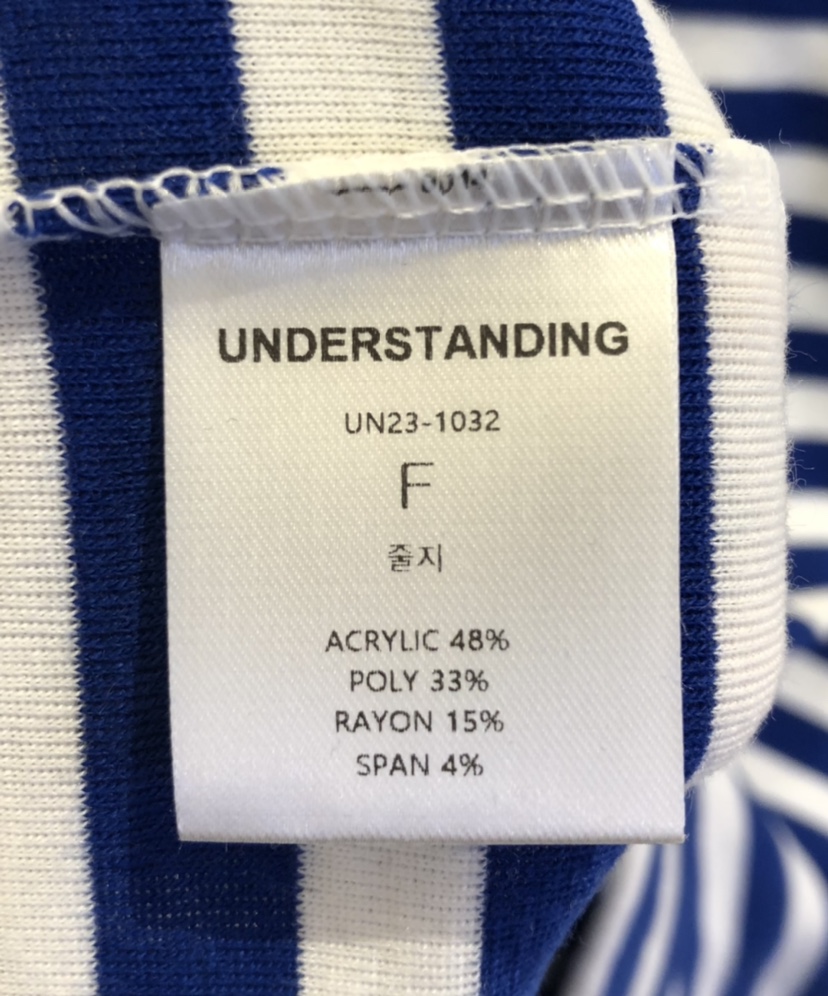 UNDERSTANDING
UN23-1032
F
줄지
ACRYLIC 48%
POLY 33%
RAYON 15%
SPAN 4%